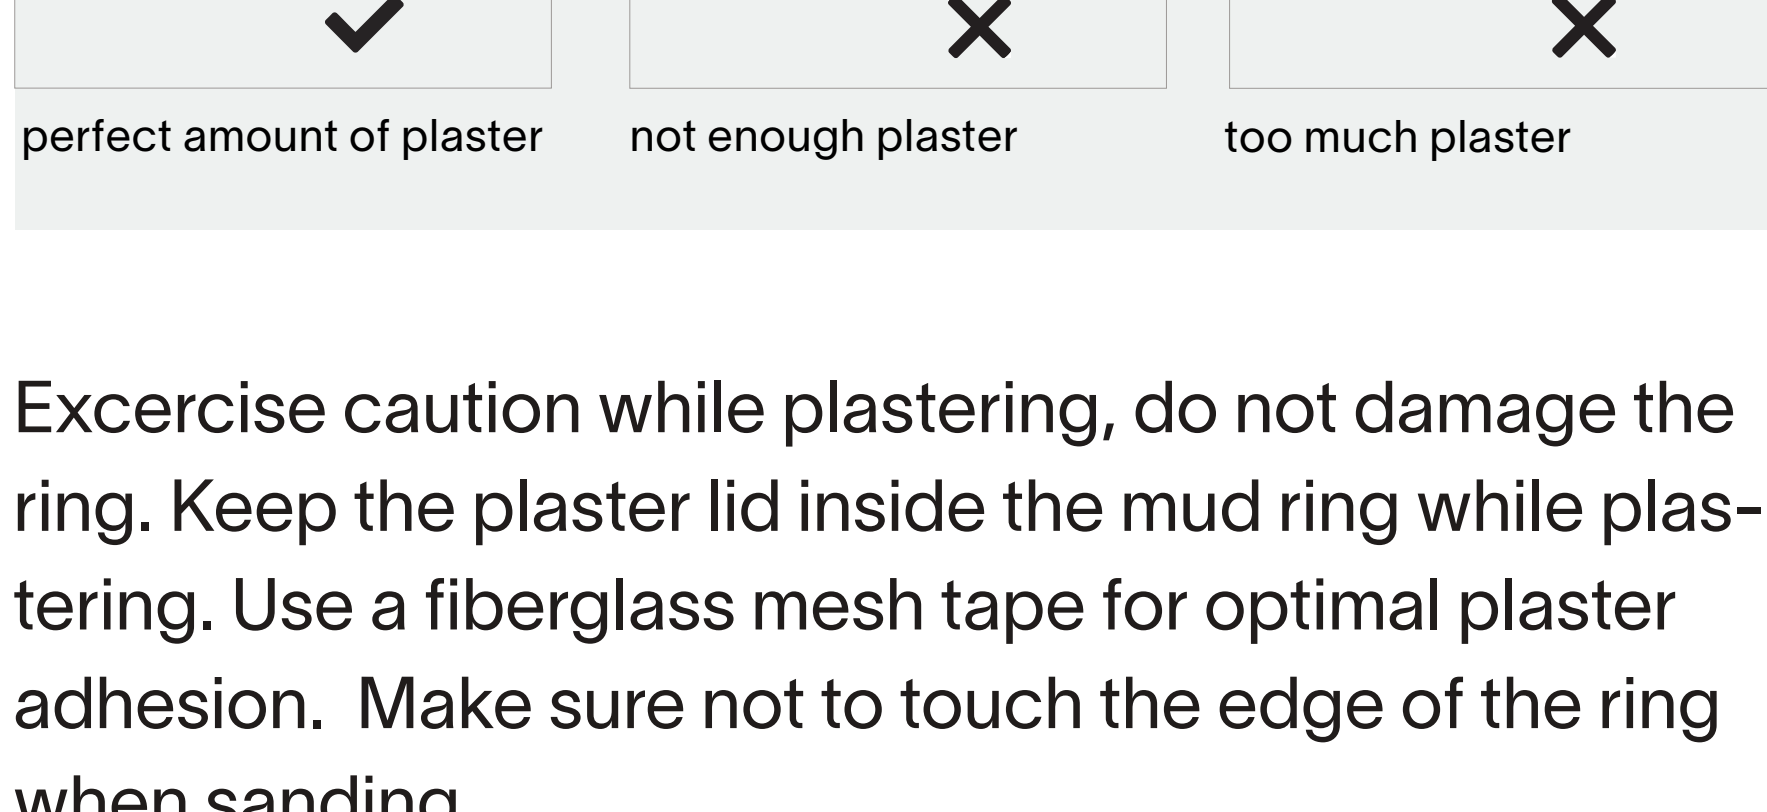 perfect amount of plaster
not enough plaster
too much plaster
Excercise caution while plastering, do not damage the
ring. Keep the plaster lid inside the mud ring while plas-
tering. Use a fiberglass mesh tape for optimal plaster
adhesion.  Make sure not to touch the edge of the ring
when sanding